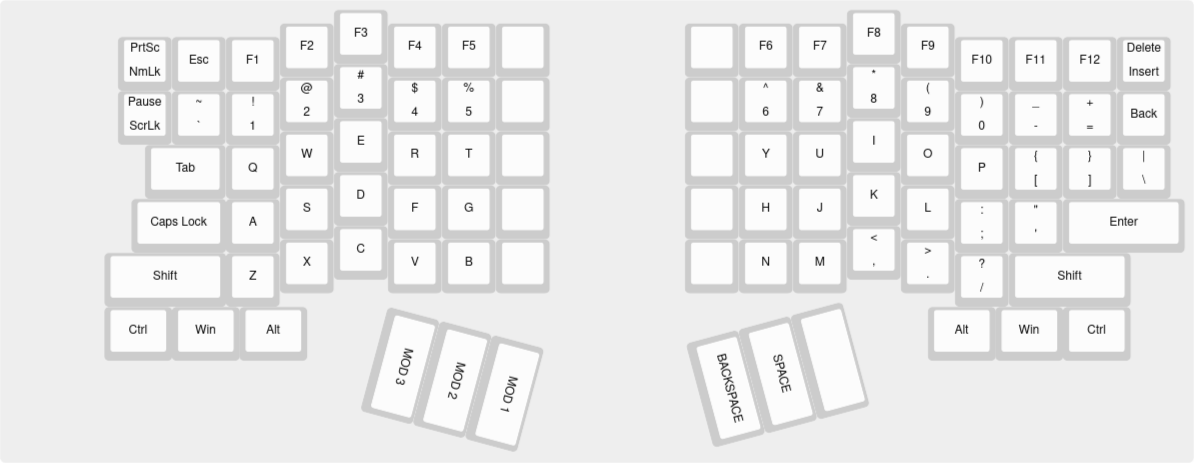 PrtSc
NmLk
Esc
F1
F2
F3
F4
F5
F6
F7
F8
F9
F10
F11
F12
Delete
Insert
Pause
ScrLk
~
`
!
1
@
2
#
3
$
4
%
5
^
6
&
7
*
8
(
9
)
0
_
-
+
=
Back
Tab
Q
W
E
R
T
Y
U
I
O
P
{
[
}
]
|
\
Caps Lock
A
S
D
F
G
H
J
K
L
:
;
"
'
Enter
Shift
Z
X
C
V
B
N
M
<
,
>
.
?
/
Shift
Ctrl
Win
Alt
MOD 3
MOD 2
MOD 1
BACKSPACE
SPACE
Alt
Win
Ctrl